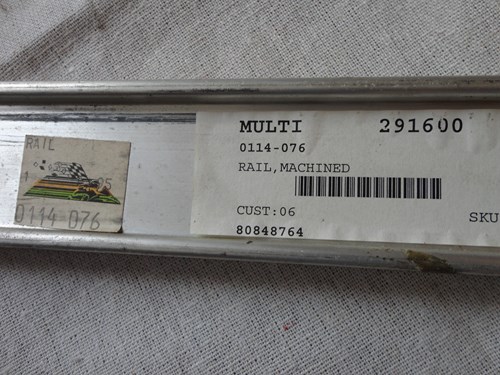 RAIL
0114 076
MULTI 291600
0114-076
RAIL,MACHINED
CUST:06
SKU
80848764